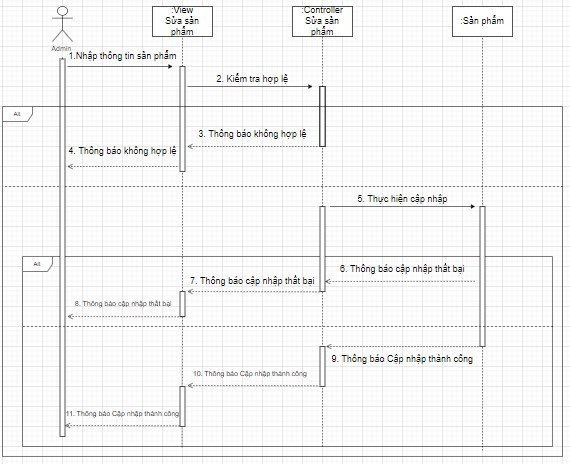 :View
Sửa sản
phẩm
:Controller
Sửa sản
phẩm
:Sản phẩm
Admin
1.Nhập thông tin sản phẩm
2. Kiểm tra hợp lệ
All
3. Thông báo không hợp lệ
4. Thông báo không hợp lệ
5. Thực hiện cập nhập
All
6. Thông báo cập nhập thất bại
7. Thông báo cập nhập thất bại
8. Thông báo cập nhập thất bại
9. Thông báo Cập nhập thành công
10. Thông báo Cập nhập thành công
11. Thông báo Cập nhập thành công